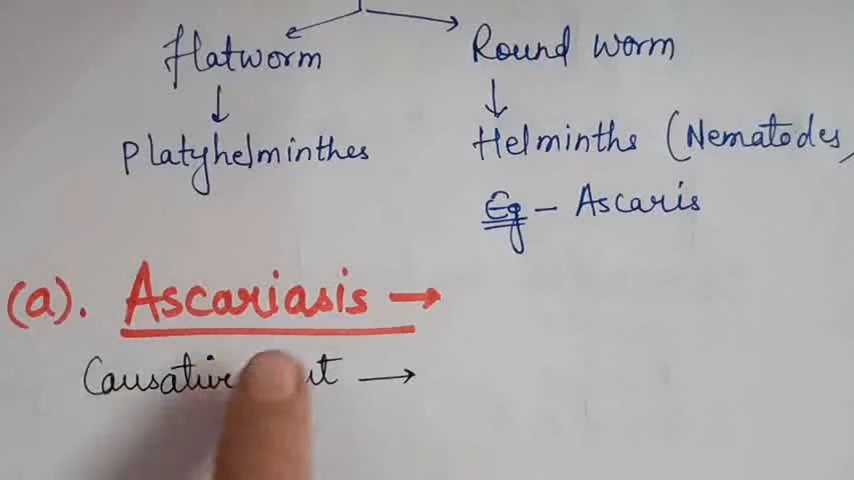 Flatworm Round worm
Platyhelminthes Helminths (Nematodes,
Eg - Ascaris
(a). Ascariasis →
Causative →